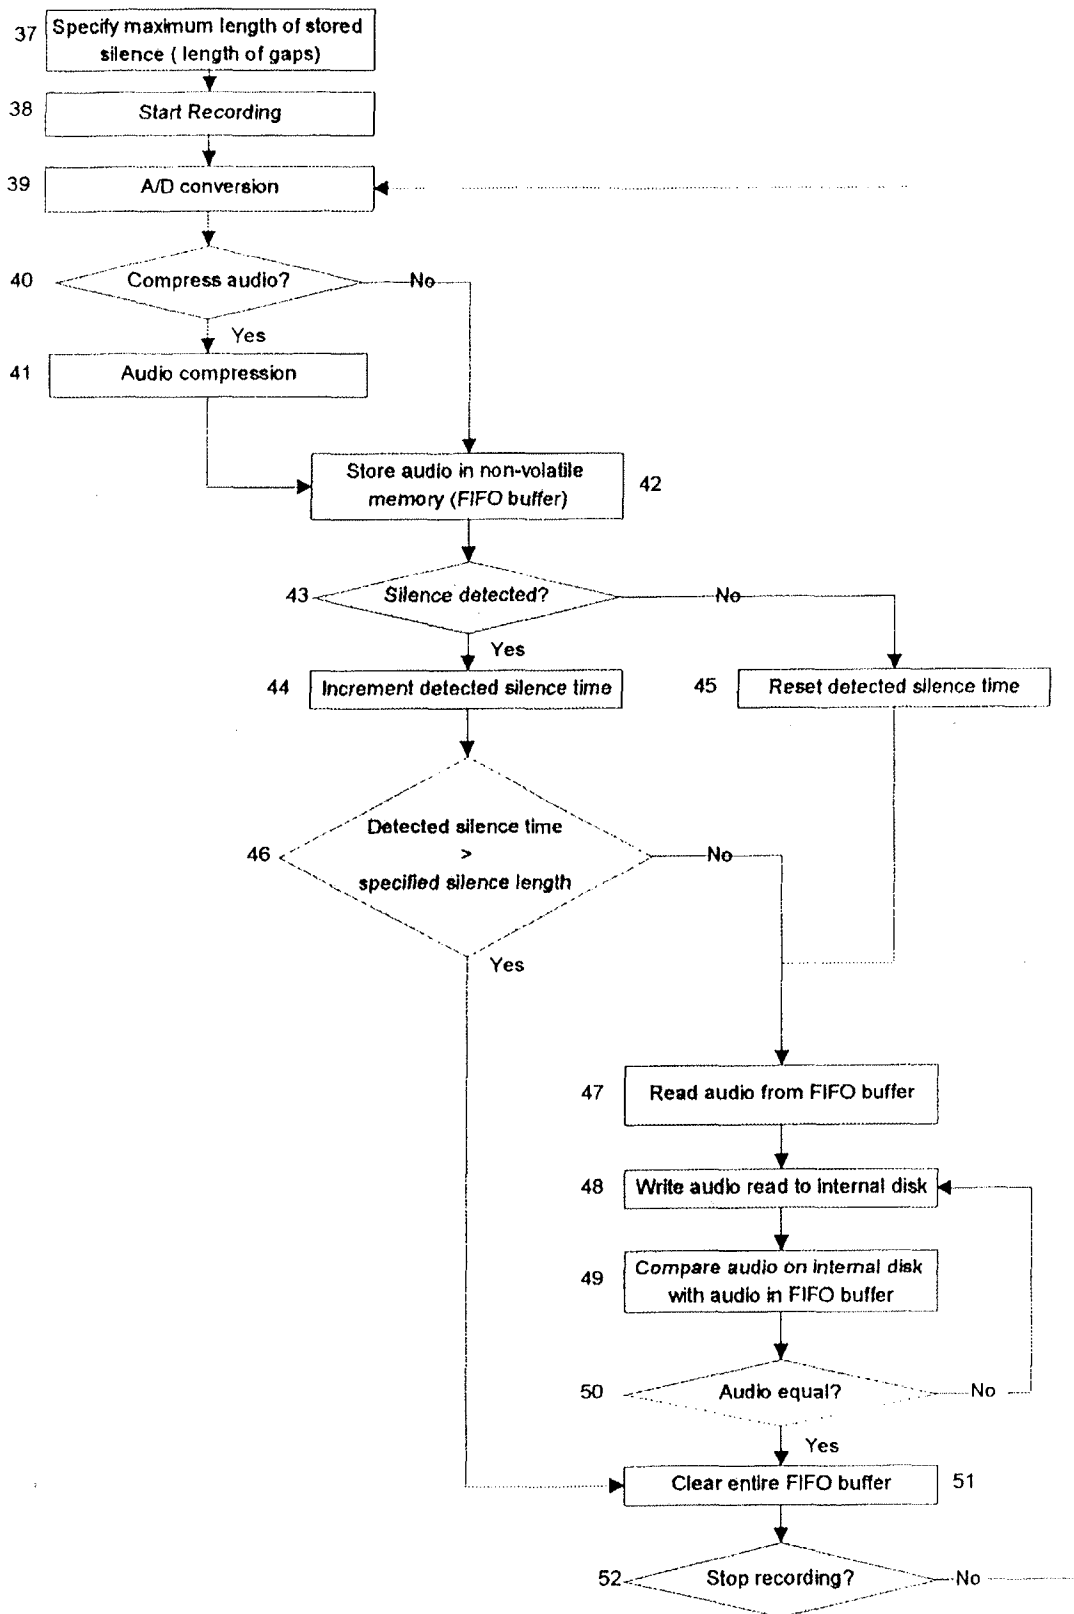 37
Specify maximum length of stored
silence ( length of gaps)
38
Start Recording
39
A/D conversion
40
Compress audio?
No
Yes
41
Audio compression
Store audio in non-volatile
memory (FIFO buffer)
42
43
Silence detected?
No
Yes
44
Increment detected silence time
45
Reset detected silence time
46
Detected silence time
>
specified silence length
No
Yes
47
Read audio from FIFO buffer
48
Write audio read to internal disk
49
Compare audio on internal disk
with audio in FIFO buffer
50
Audio equal?
No
Yes
Clear entire FIFO buffer
51
52
Stop recording?
No